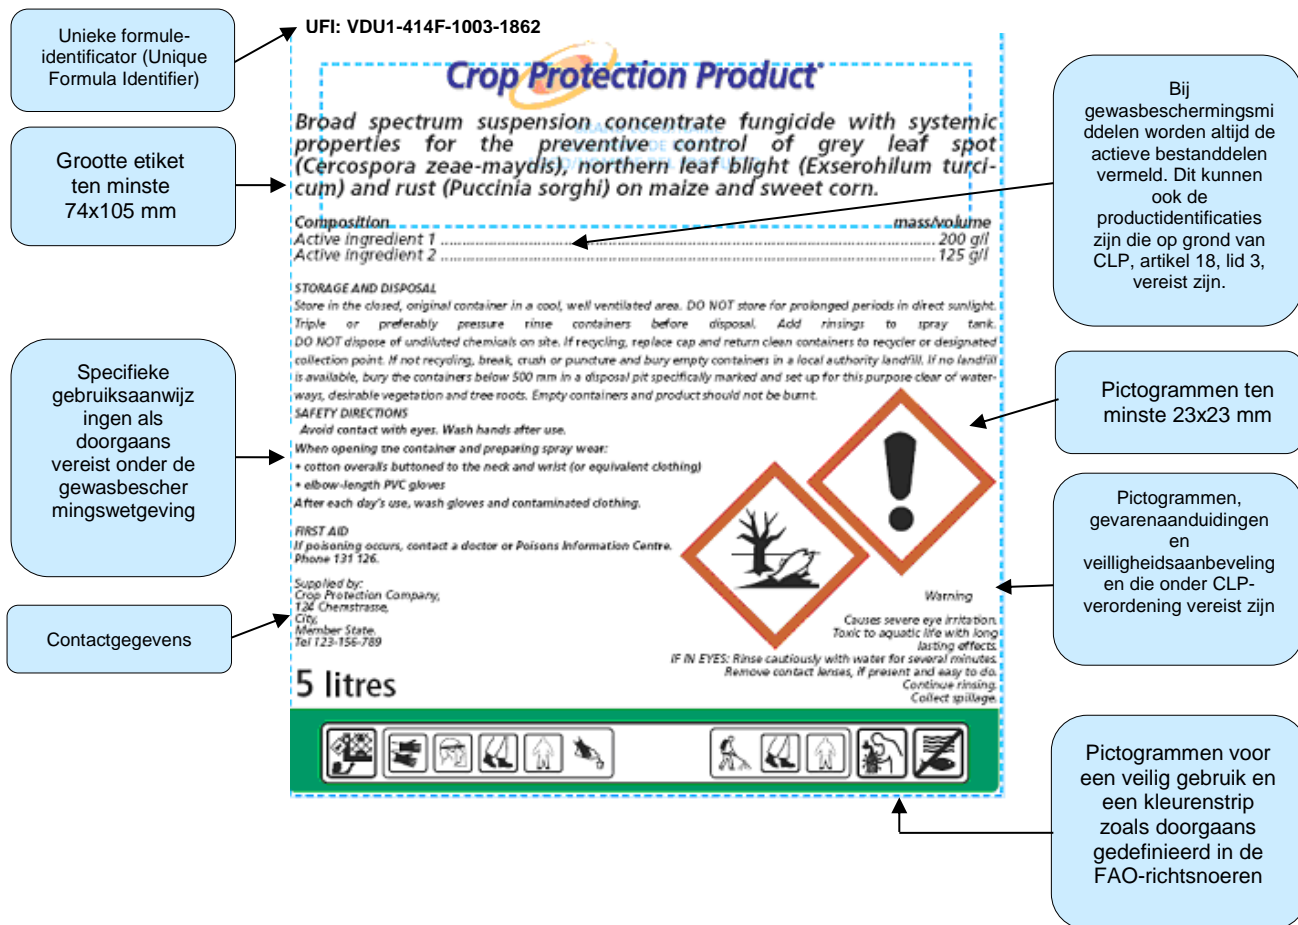 Unieke formule-
identificator (Unique
Formula Identifier)
UFI: VDU1-414F-1003-1862
Crop Protection Product
Grootte etiket
ten minste
74x105 mm
Broad spectrum suspension concentrate fungicide with systemic
properties for the preventive control of grey leaf spot
(Cercospora zeae-maydis), northern leaf blight (Exserohilum turci-
cum) and rust (Puccinia sorghi) on maize and sweet corn.
Composition mass/volume
Active ingredient 1 200 g/l
Active ingredient 2 125 g/l
Bij
gewasbeschermingsmi
ddelen worden altijd de
actieve bestanddelen
vermeld. Dit kunnen
ook de
productidentificaties
zijn die op grond van
CLP, artikel 18, lid 3,
vereist zijn.
STORAGE AND DISPOSAL
Store in the closed, original container in a cool, well ventilated area. DO NOT store for prolonged periods in direct sunlight.
Triple or preferably pressure rinse containers before disposal. Add rinsings to spray tank.
DO NOT dispose of undiluted chemicals on site. If recycling, replace cap and return clean containers to recycler or designated
collection point. If not recycling, break, crush or puncture and bury empty containers in a local authority landfill. If no landfill
is available, bury the containers below 500 mm in a disposal pit specifically marked and set up for this purpose clear of water-
ways, desirable vegetation and tree roots. Empty containers and product should not be burnt.
Specifieke
gebruiksaanwijz
ingen als
doorgaans
vereist onder de
gewasbescher
mingswetgeving
SAFETY DIRECTIONS
Avoid contact with eyes. Wash hands after use.
When opening the container and preparing spray wear:
• cotton overalls buttoned to the neck and wrist (or equivalent clothing)
• elbow-length PVC gloves
After each day's use, wash gloves and contaminated clothing.
Pictogrammen ten
minste 23x23 mm
FIRST AID
If poisoning occurs, contact a doctor or Poisons Information Centre.
Phone 131 126.
Pictogrammen,
gevarenaanduidingen
en
veiligheidsaanbeveling
en die onder CLP-
verordening vereist zijn
Contactgegevens
Supplied by:
Crop Protection Company,
124 Chemstrasse,
City,
Member State.
Tel 123-156-789
Warning
Causes severe eye irritation.
Toxic to aquatic life with long
lasting effects.
IF IN EYES: Rinse cautiously with water for several minutes.
Remove contact lenses, if present and easy to do.
Continue rinsing.
Collect spillage.
5 litres
Pictogrammen voor
een veilig gebruik en
een kleurenstrip
zoals doorgaans
gedefinieerd in de
FAO-richtsnoeren